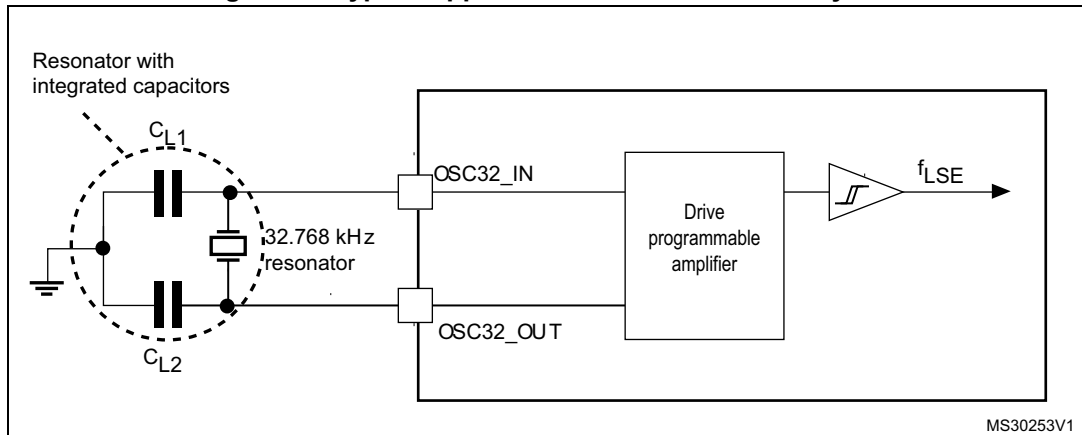 Resonator with
integrated capacitors
CL1
OSC32_IN
fLSE
Drive
programmable
amplifier
32.768 kHz
resonator
OSC32_OUT
CL2
MS30253V1